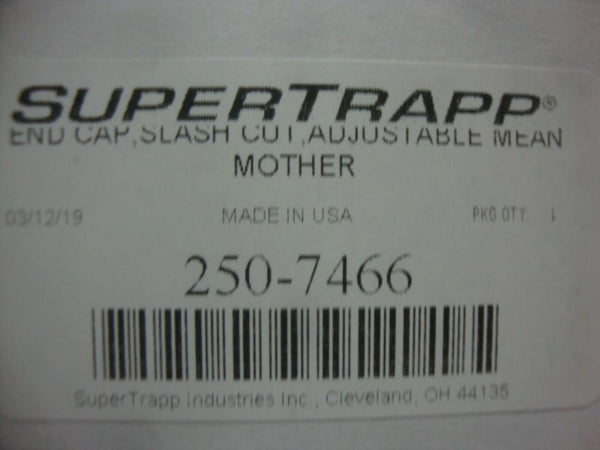 SUPERTRAPP®
END CAP,SLASH CUT,ADJUSTABLE MEAN
MOTHER
03/12/19 MADE IN USA PKG QTY: 1
250-7466
SuperTrapp Industries Inc., Cleveland, OH 44135